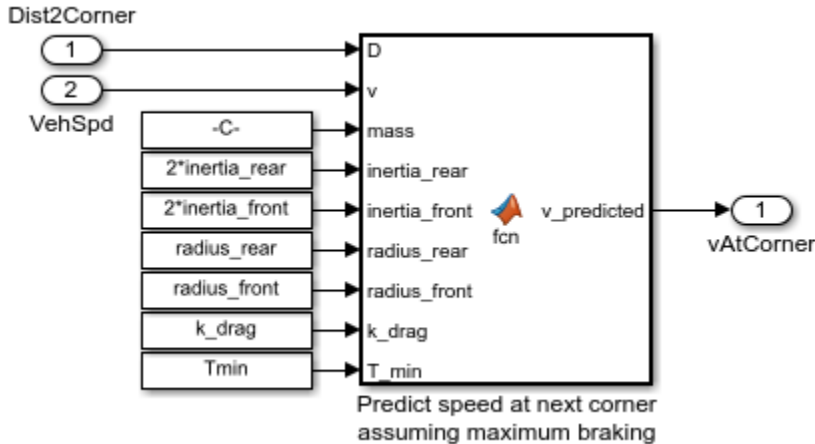 Dist2Corner
1
D
2
v
VehSpd
-C-
mass
2*inertia_rear
inertia_rear
2*inertia_front
inertia_front
fcn
v_predicted
1
vAtCorner
radius_rear
radius_rear
radius_front
radius_front
k_drag
k_drag
Tmin
T_min
Predict speed at next corner
assuming maximum braking